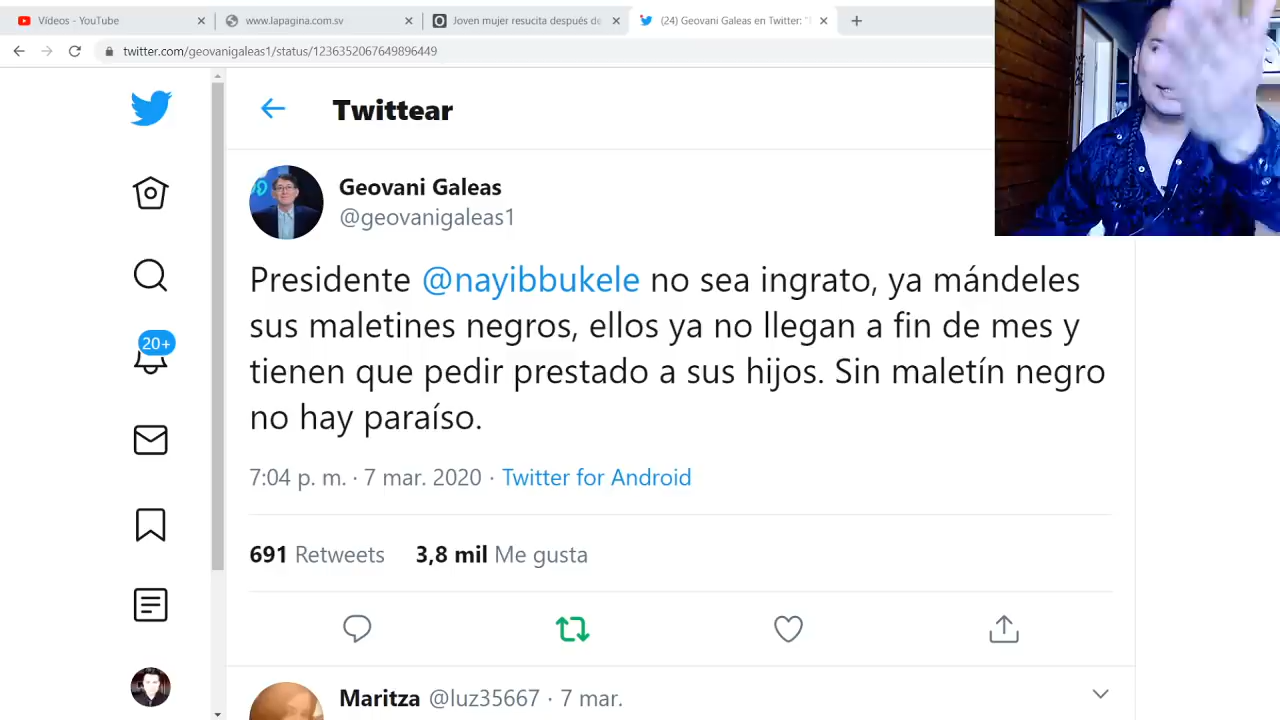 Vídeos - YouTube
www.lapagina.com.sv
Joven mujer resucita después de
(24) Geovani Galeas en Twitter: "
twitter.com/geovanigaleas1/status/1236352067649896449
Twittear
Geovani Galeas
@geovanigaleas1
Presidente @nayibbukele no sea ingrato, ya mándeles
sus maletines negros, ellos ya no llegan a fin de mes y
tienen que pedir prestado a sus hijos. Sin maletín negro
no hay paraíso.
7:04 p. m. · 7 mar. 2020 · Twitter for Android
20+
691 Retweets 3,8 mil Me gusta
Maritza @luz35667 · 7 mar.